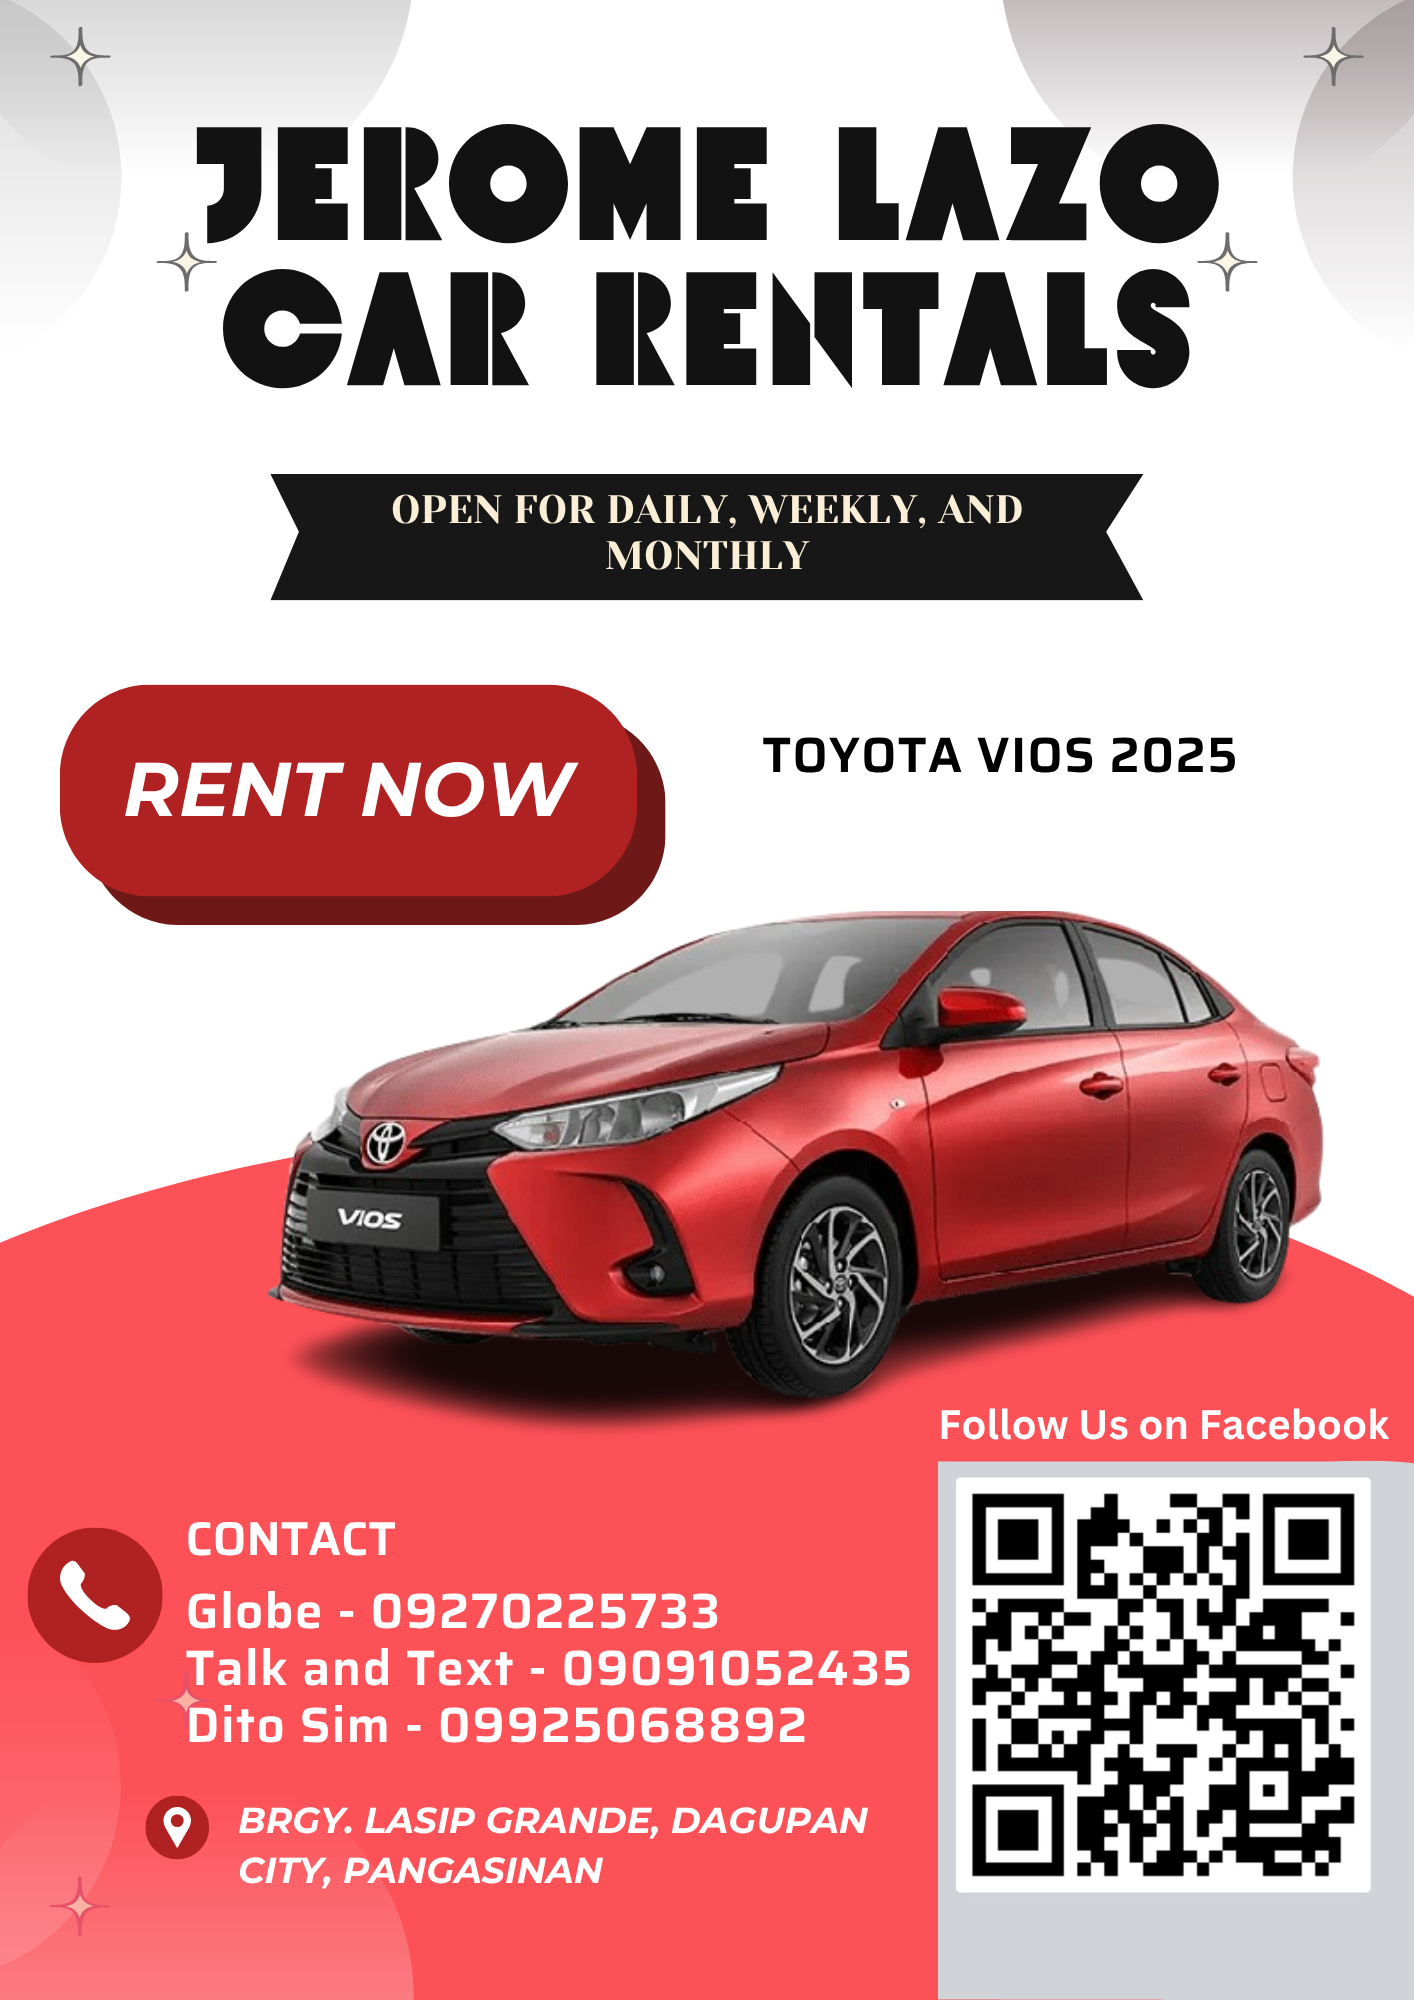 JEROME LAZO
CAR RENTALS
OPEN FOR DAILY, WEEKLY, AND
MONTHLY
RENT NOW
TOYOTA VIOS 2025
VIOS
Follow Us on Facebook
CONTACT
Globe - 09270225733
Talk and Text - 09091052435
Dito Sim - 09925068892
BRGY. LASIP GRANDE, DAGUPAN
CITY, PANGASINAN